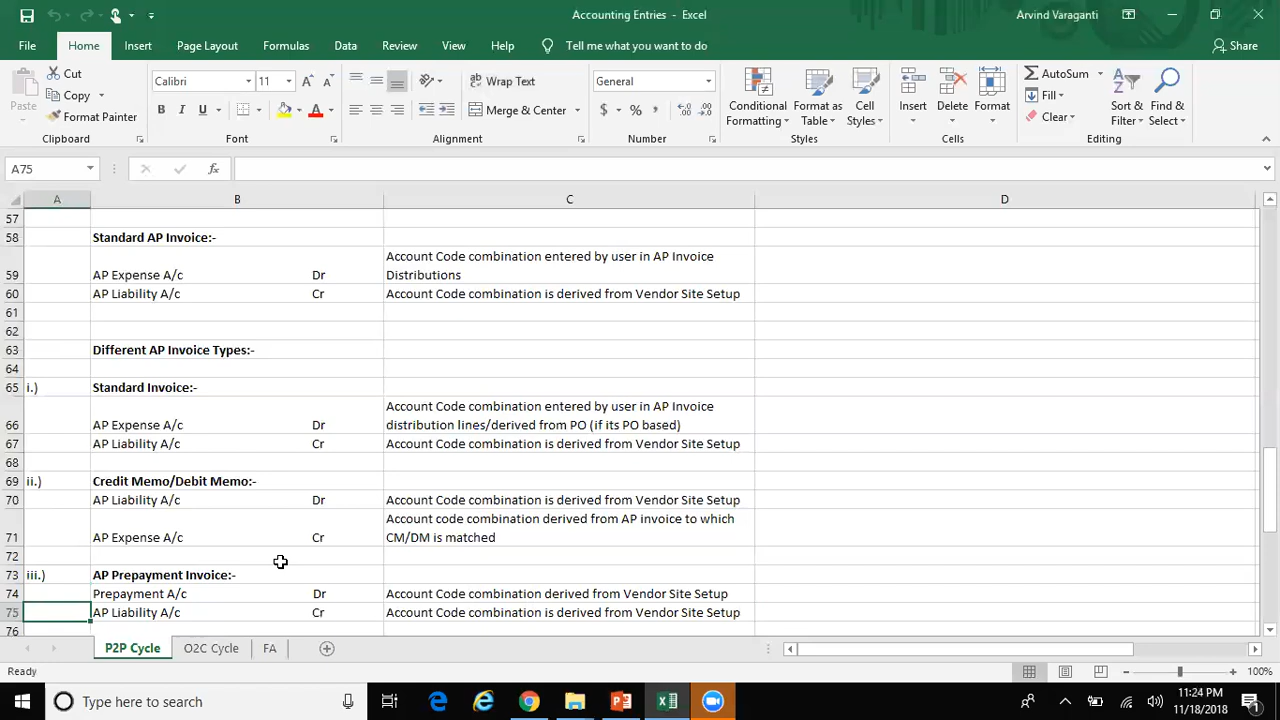 Accounting Entries - Excel
Arvind Varaganti
File
Home
Insert
Page Layout
Formulas
Data
Review
View
Help
Tell me what you want to do
Share
Paste
Cut
Copy
Format Painter
Clipboard
Calibri
11
B I U
A
Font
Wrap Text
Merge & Center
Alignment
General
$ % ,
Number
Conditional Formatting
Format as Table
Cell Styles
Styles
Insert
Delete
Format
Cells
AutoSum
Fill
Clear
Sort & Filter
Find & Select
Editing
A75
fx
A B C D
57
58 Standard AP Invoice:-
Account Code combination entered by user in AP Invoice
59 AP Expense A/c Dr Distributions
60 AP Liability A/c Cr Account Code combination is derived from Vendor Site Setup
61
62
63 Different AP Invoice Types:-
64
65 i.) Standard Invoice:-
Account Code combination entered by user in AP Invoice
66 AP Expense A/c Dr distribution lines/derived from PO (if its PO based)
67 AP Liability A/c Cr Account Code combination is derived from Vendor Site Setup
68
69 ii.) Credit Memo/Debit Memo:-
70 AP Liability A/c Dr Account Code combination is derived from Vendor Site Setup
Account code combination derived from AP invoice to which
71 AP Expense A/c Cr CM/DM is matched
72
73 iii.) AP Prepayment Invoice:-
74 Prepayment A/c Dr Account Code combination derived from Vendor Site Setup
75 AP Liability A/c Cr Account Code combination is derived from Vendor Site Setup
76
P2P Cycle
O2C Cycle
FA
Ready
100%
Type here to search
11:24 PM
11/18/2018
1